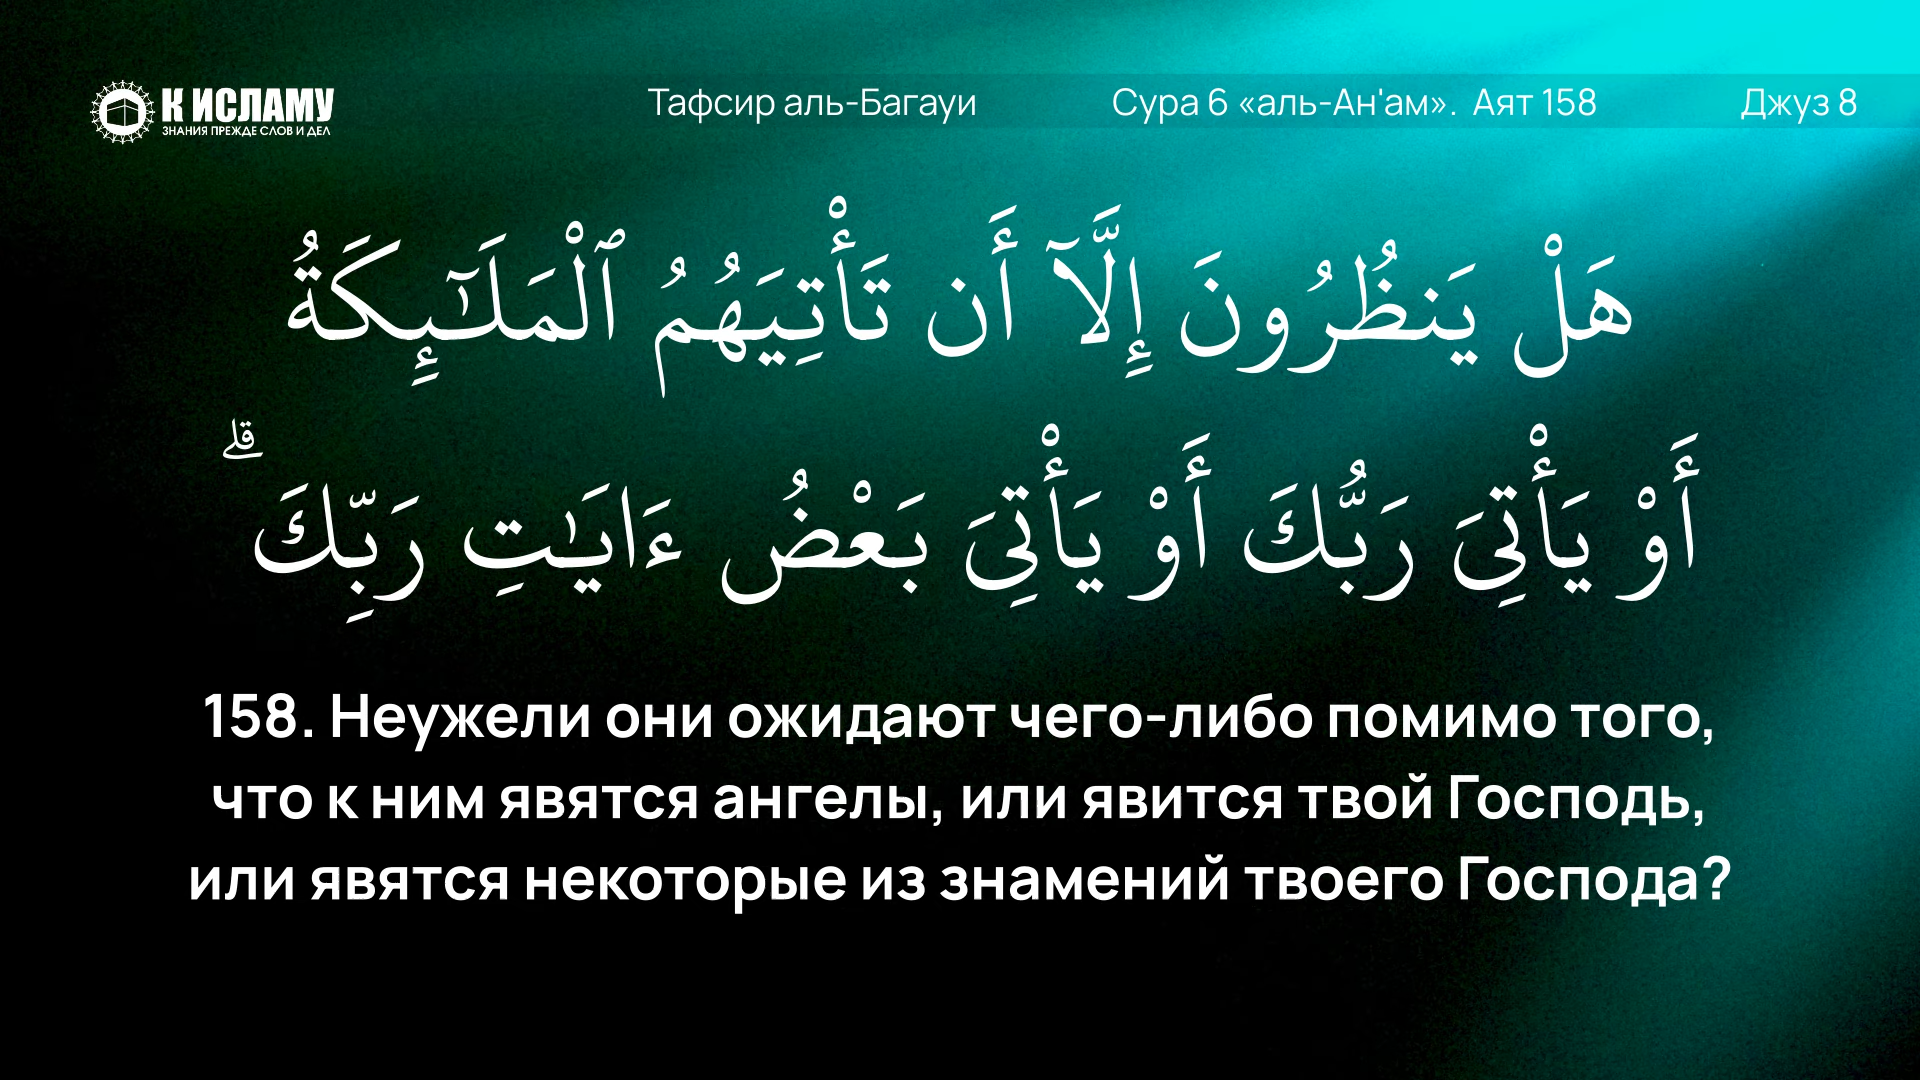 К ИСЛАМУ
ЗНАНИЯ ПРЕЖДЕ СЛОВ И ДЕЛ
Тафсир аль-Багауи
Сура 6 «аль-Ан'ам». Аят 158
Джуз 8
هَلْ يَنظُرُونَ إِلَّآ أَن تَأْتِيَهُمُ ٱلْمَلَـٰٓئِكَةُ
أَوْ يَأْتِىَ رَبُّكَ أَوْ يَأْتِىَ بَعْضُ ءَايَـٰتِ رَبِّكَ ۗ
158. Неужели они ожидают чего-либо помимо того,
что к ним явятся ангелы, или явится твой Господь,
или явятся некоторые из знамений твоего Господа?